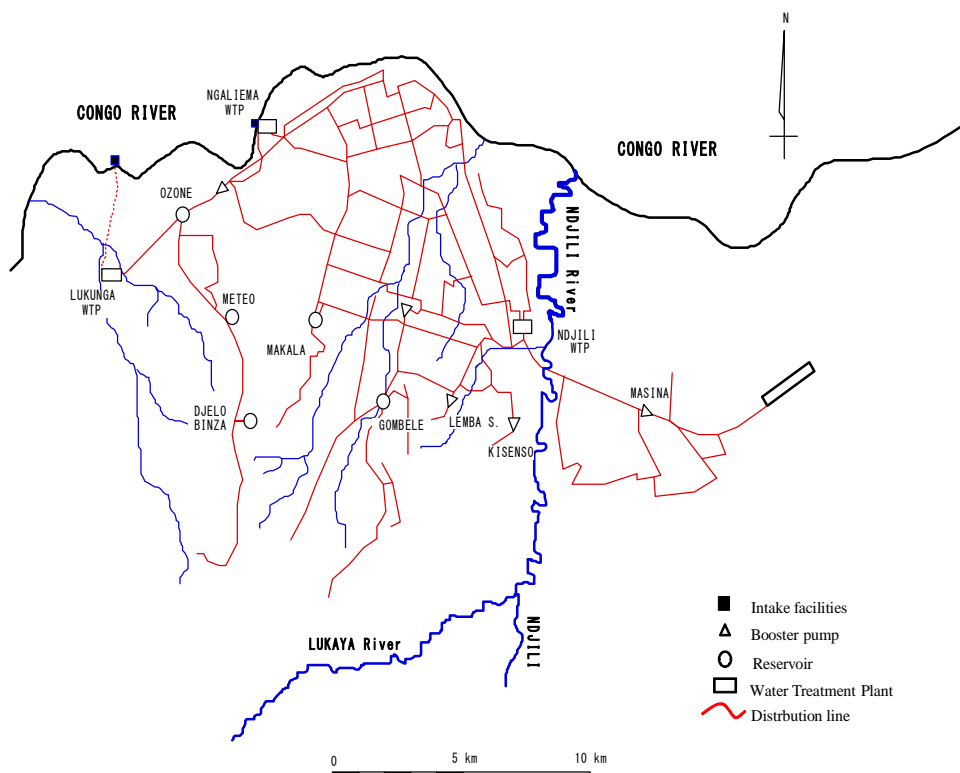 N
NGALIEMA
WTP
CONGO RIVER
CONGO RIVER
OZONE
NDJILI River
LUKUNGA
WTP
METEO
MAKALA
NDJILI
WTP
MASINA
DJELO
BINZA
GOMBELE
LEMBA S.
KISENSO
LUKAYA River
NDJILI
Intake facilities
Booster pump
Reservoir
Water Treatment Plant
Distrbution line
0 5 km 10 km